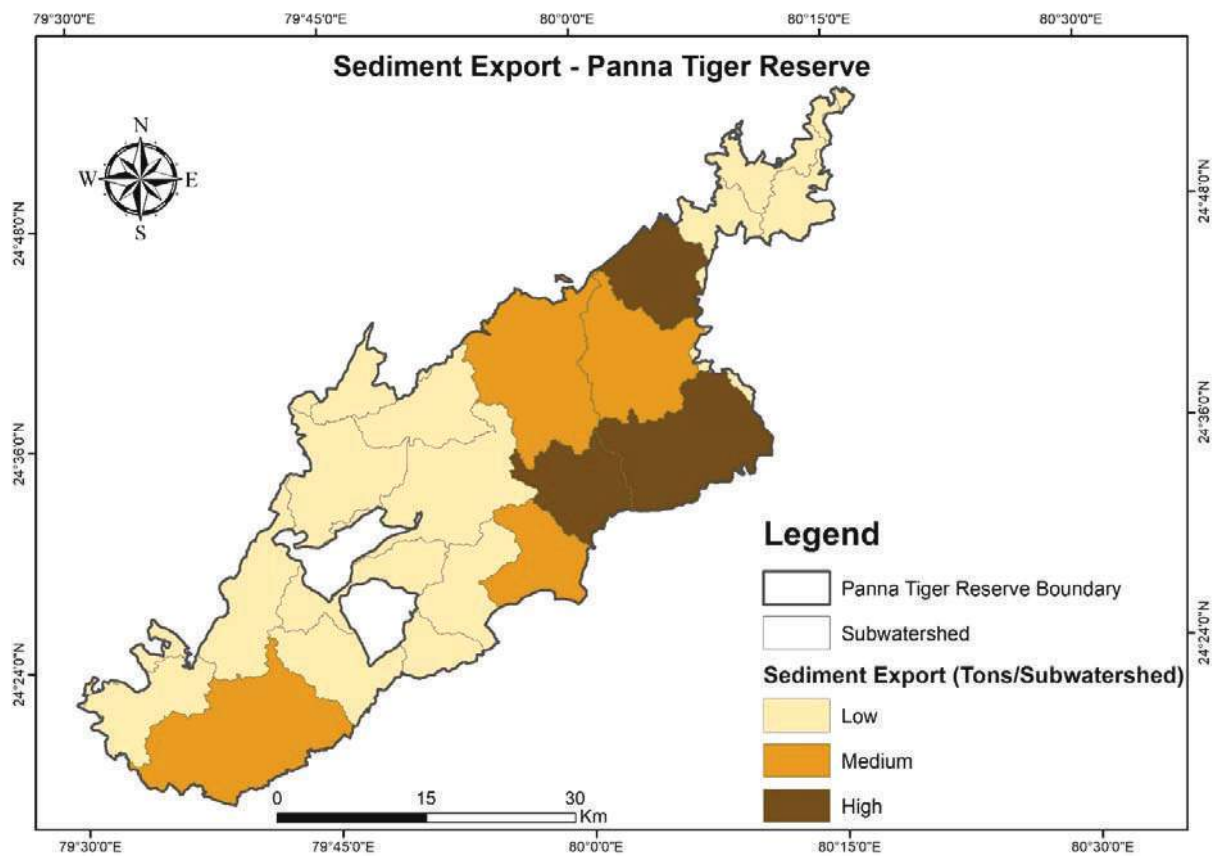 79°30'0"E 79°45'0"E 80°0'0"E 80°15'0"E 80°30'0"E
Sediment Export - Panna Tiger Reserve
N
W E
S
24°48'0"N
24°36'0"N
24°24'0"N
24°48'0"N
24°36'0"N
24°24'0"N
Legend
Panna Tiger Reserve Boundary
Subwatershed
Sediment Export (Tons/Subwatershed)
Low
Medium
High
0 15 30
Km
79°30'0"E 79°45'0"E 80°0'0"E 80°15'0"E 80°30'0"E